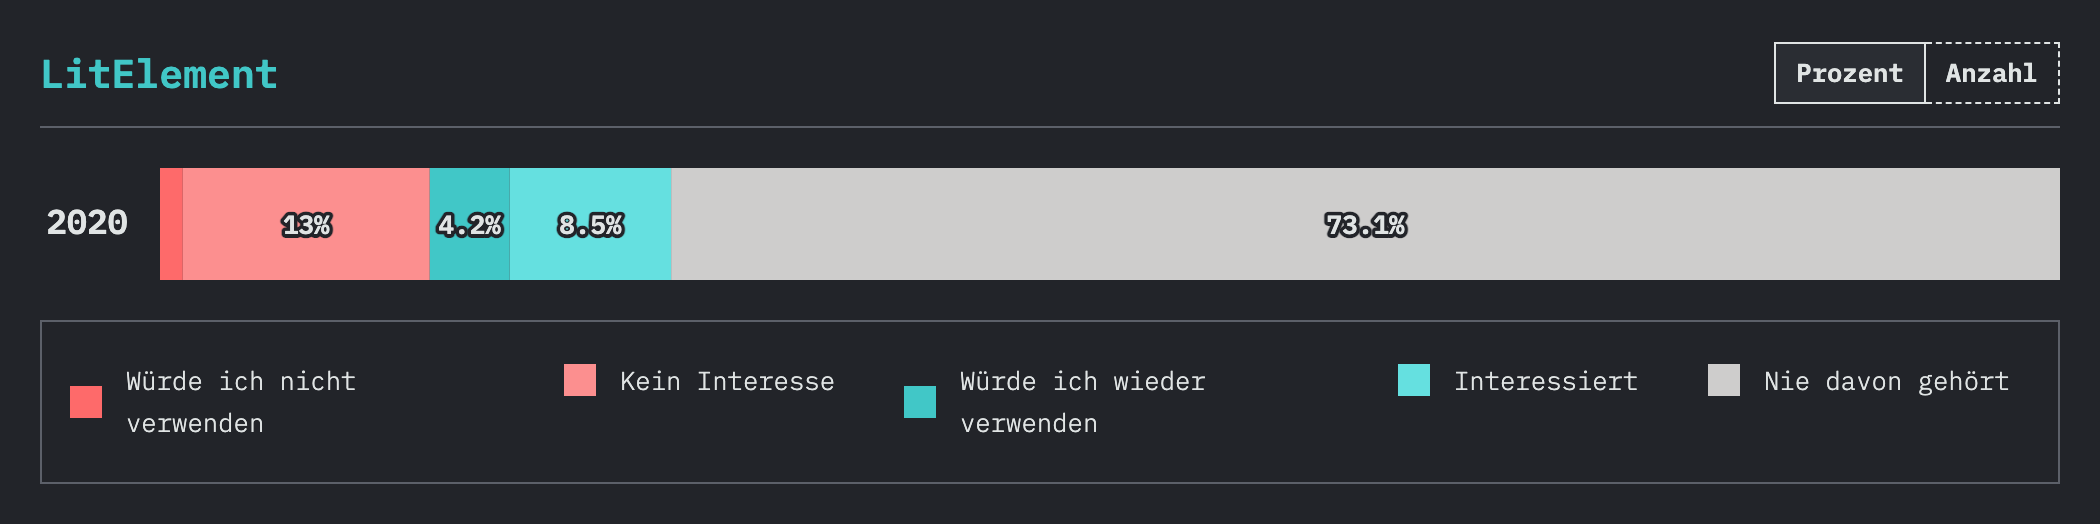 LitElement
Prozent
Anzahl
2020
13%
4.2%
8.5%
73.1%
Würde ich nicht
verwenden
Kein Interesse
Würde ich wieder
verwenden
Interessiert
Nie davon gehört